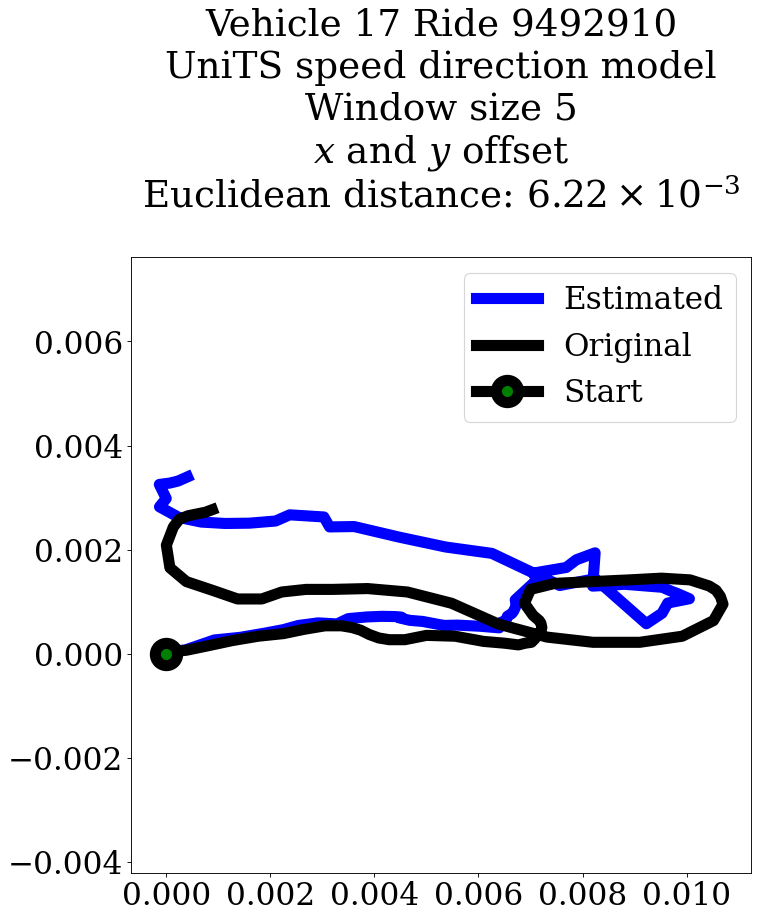 Vehicle 17 Ride 9492910
UniTS speed direction model
Window size 5
x and y offset
Euclidean distance: 6.22 × 10⁻³
Estimated
Original
Start
0.006
0.004
0.002
0.000
−0.002
−0.004
0.000 0.002 0.004 0.006 0.008 0.010